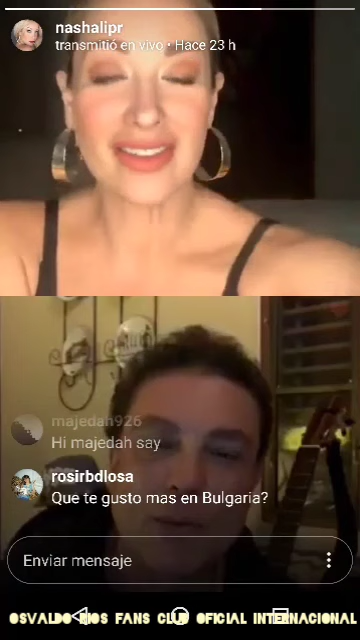 nashalipr
transmitió en vivo • Hace 23 h
majedah926
Hi majedah say
rosirbdlosa
Que te gusto mas en Bulgaria?
Enviar mensaje
OSVALDO RIOS FANS CLUB OFICIAL INTERNACIONAL